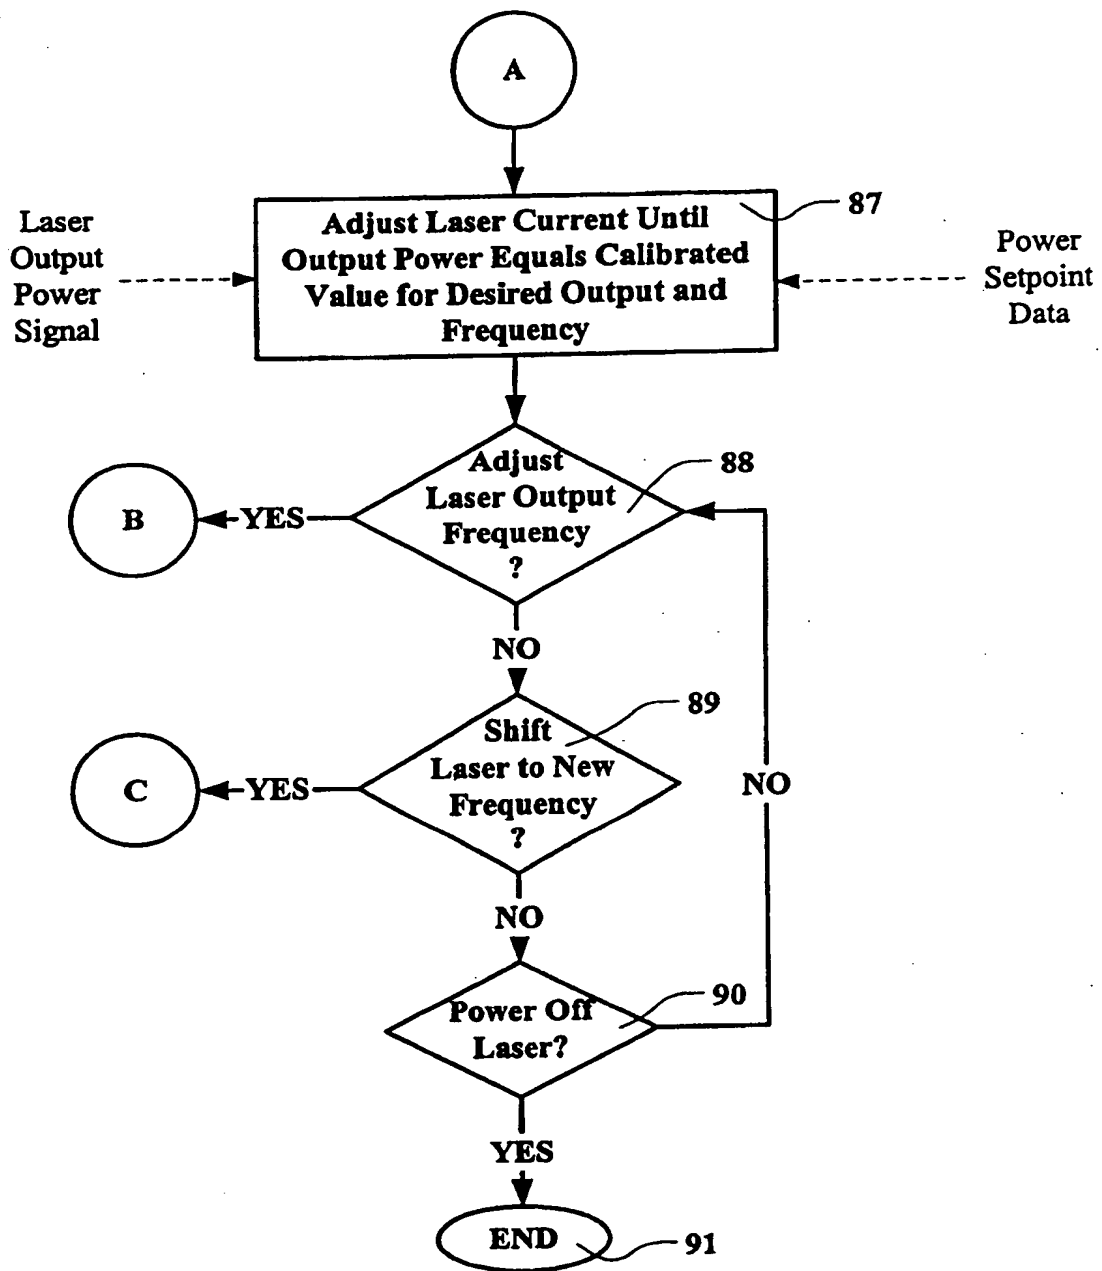 A
87
Adjust Laser Current Until
Output Power Equals Calibrated
Value for Desired Output and
Frequency
Laser
Output
Power
Signal
Power
Setpoint
Data
88
Adjust
Laser Output
Frequency
?
YES
B
NO
89
Shift
Laser to New
Frequency
?
YES
C
NO
NO
90
Power Off
Laser?
YES
END
91